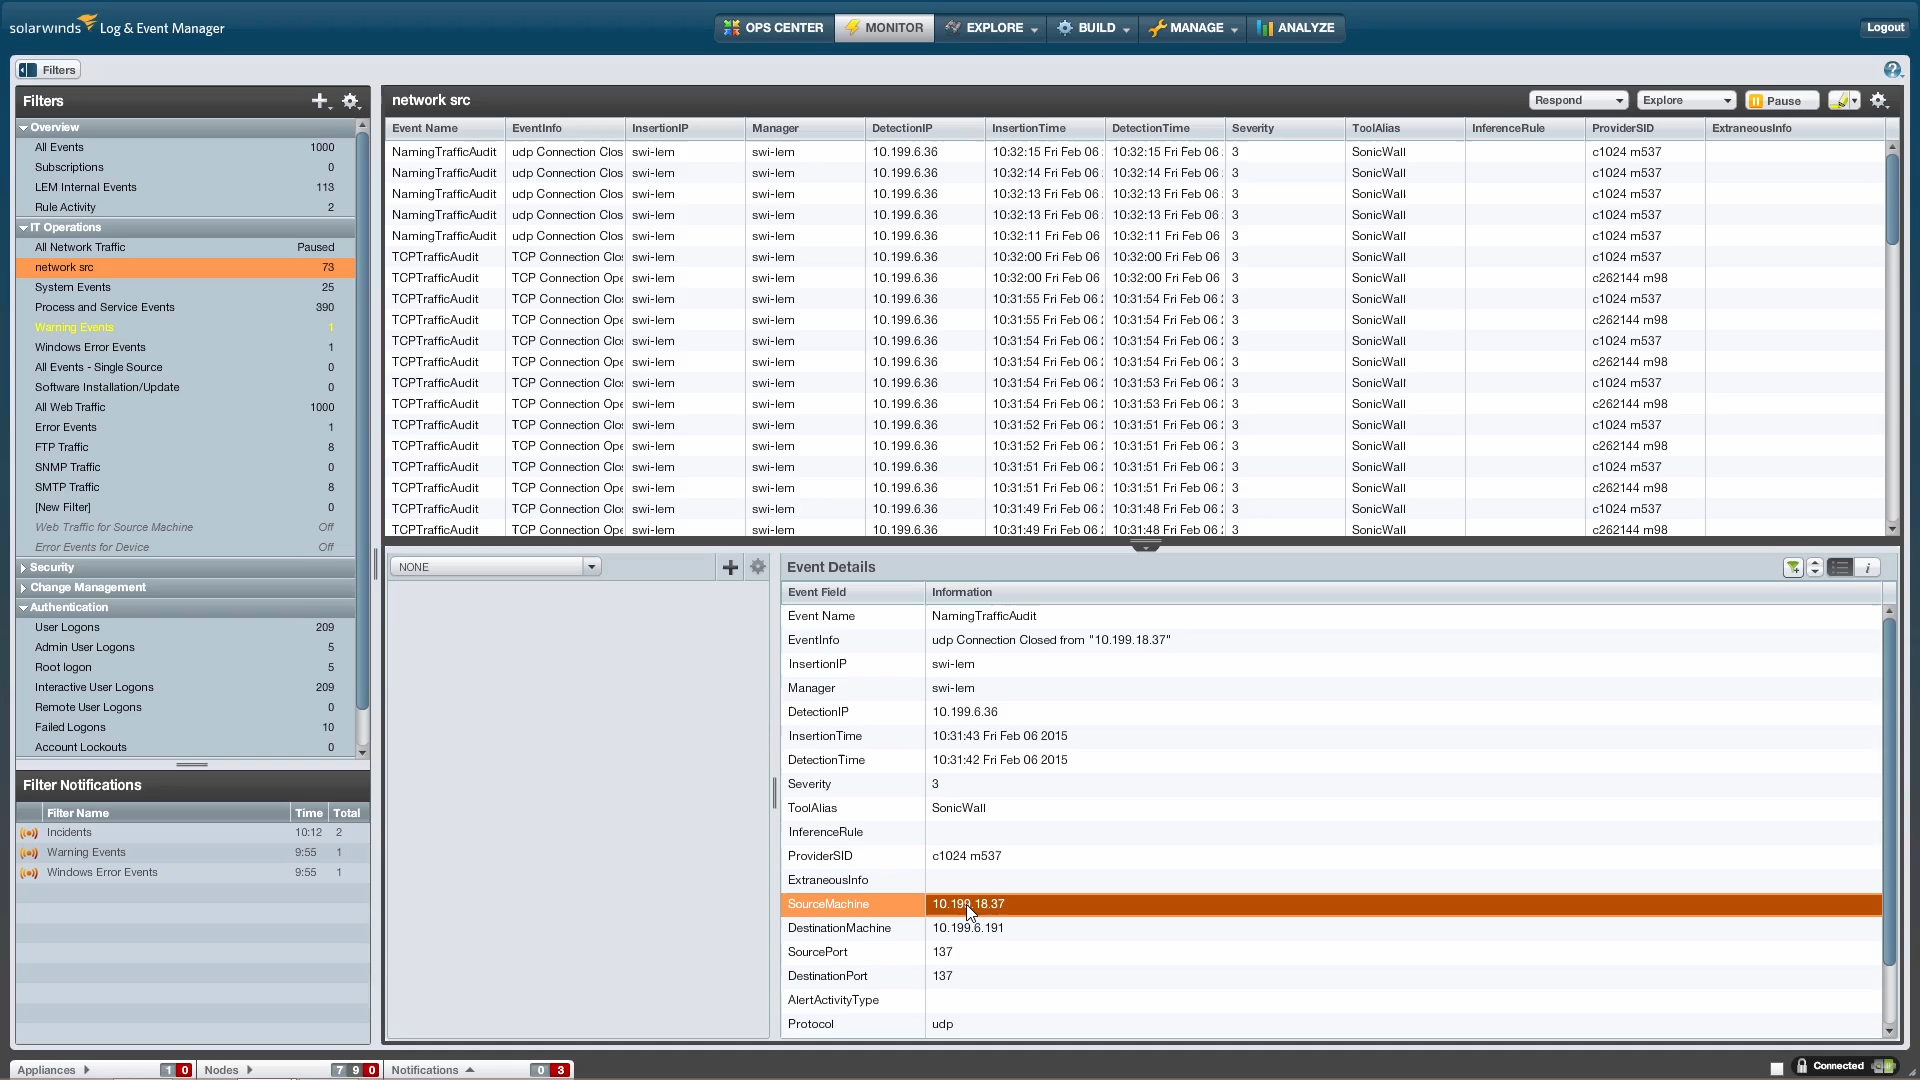 solarwinds Log & Event Manager
OPS CENTER MONITOR EXPLORE BUILD MANAGE ANALYZE
Logout
Filters
Filters
Overview
All Events 1000
Subscriptions 0
LEM Internal Events 113
Rule Activity 2
IT Operations
All Network Traffic Paused
network src 73
System Events 25
Process and Service Events 390
Warning Events 1
Windows Error Events 1
All Events - Single Source 0
Software Installation/Update 0
All Web Traffic 1000
Error Events 1
FTP Traffic 8
SNMP Traffic 0
SMTP Traffic 8
[New Filter] 0
Web Traffic for Source Machine Off
Error Events for Device Off
Security
Change Management
Authentication
User Logons 209
Admin User Logons 5
Root logon 5
Interactive User Logons 209
Remote User Logons 0
Failed Logons 10
Account Lockouts 0
Filter Notifications
Filter Name Time Total
Incidents 10:12 2
Warning Events 9:55 1
Windows Error Events 9:55 1
network src
Respond Explore Pause
Event Name EventInfo InsertionIP Manager DetectionIP InsertionTime DetectionTime Severity ToolAlias InferenceRule ProviderSID ExtraneousInfo
NamingTrafficAudit udp Connection Clos swi-lem swi-lem 10.199.6.36 10:32:15 Fri Feb 06 10:32:15 Fri Feb 06 3 SonicWall c1024 m537
NamingTrafficAudit udp Connection Clos swi-lem swi-lem 10.199.6.36 10:32:14 Fri Feb 06 10:32:14 Fri Feb 06 3 SonicWall c1024 m537
NamingTrafficAudit udp Connection Clos swi-lem swi-lem 10.199.6.36 10:32:13 Fri Feb 06 10:32:13 Fri Feb 06 3 SonicWall c1024 m537
NamingTrafficAudit udp Connection Clos swi-lem swi-lem 10.199.6.36 10:32:13 Fri Feb 06 10:32:13 Fri Feb 06 3 SonicWall c1024 m537
NamingTrafficAudit udp Connection Clos swi-lem swi-lem 10.199.6.36 10:32:11 Fri Feb 06 10:32:11 Fri Feb 06 3 SonicWall c1024 m537
TCPTrafficAudit TCP Connection Clo swi-lem swi-lem 10.199.6.36 10:32:00 Fri Feb 06 10:32:00 Fri Feb 06 3 SonicWall c1024 m537
TCPTrafficAudit TCP Connection Ope swi-lem swi-lem 10.199.6.36 10:32:00 Fri Feb 06 10:32:00 Fri Feb 06 3 SonicWall c262144 m98
TCPTrafficAudit TCP Connection Clo swi-lem swi-lem 10.199.6.36 10:31:55 Fri Feb 06 10:31:54 Fri Feb 06 3 SonicWall c1024 m537
TCPTrafficAudit TCP Connection Ope swi-lem swi-lem 10.199.6.36 10:31:55 Fri Feb 06 10:31:54 Fri Feb 06 3 SonicWall c262144 m98
TCPTrafficAudit TCP Connection Clo swi-lem swi-lem 10.199.6.36 10:31:54 Fri Feb 06 10:31:54 Fri Feb 06 3 SonicWall c1024 m537
TCPTrafficAudit TCP Connection Ope swi-lem swi-lem 10.199.6.36 10:31:54 Fri Feb 06 10:31:54 Fri Feb 06 3 SonicWall c262144 m98
TCPTrafficAudit TCP Connection Clo swi-lem swi-lem 10.199.6.36 10:31:54 Fri Feb 06 10:31:53 Fri Feb 06 3 SonicWall c1024 m537
TCPTrafficAudit TCP Connection Ope swi-lem swi-lem 10.199.6.36 10:31:54 Fri Feb 06 10:31:53 Fri Feb 06 3 SonicWall c262144 m98
TCPTrafficAudit TCP Connection Clo swi-lem swi-lem 10.199.6.36 10:31:52 Fri Feb 06 10:31:51 Fri Feb 06 3 SonicWall c1024 m537
TCPTrafficAudit TCP Connection Ope swi-lem swi-lem 10.199.6.36 10:31:52 Fri Feb 06 10:31:51 Fri Feb 06 3 SonicWall c262144 m98
TCPTrafficAudit TCP Connection Clo swi-lem swi-lem 10.199.6.36 10:31:51 Fri Feb 06 10:31:51 Fri Feb 06 3 SonicWall c1024 m537
TCPTrafficAudit TCP Connection Ope swi-lem swi-lem 10.199.6.36 10:31:51 Fri Feb 06 10:31:51 Fri Feb 06 3 SonicWall c262144 m98
TCPTrafficAudit TCP Connection Clo swi-lem swi-lem 10.199.6.36 10:31:49 Fri Feb 06 10:31:48 Fri Feb 06 3 SonicWall c1024 m537
TCPTrafficAudit TCP Connection Ope swi-lem swi-lem 10.199.6.36 10:31:49 Fri Feb 06 10:31:48 Fri Feb 06 3 SonicWall c262144 m98
NONE
Event Details
Event Field Information
Event Name NamingTrafficAudit
EventInfo udp Connection Closed from "10.199.18.37"
InsertionIP swi-lem
Manager swi-lem
DetectionIP 10.199.6.36
InsertionTime 10:31:43 Fri Feb 06 2015
DetectionTime 10:31:42 Fri Feb 06 2015
Severity 3
ToolAlias SonicWall
InferenceRule
ProviderSID c1024 m537
ExtraneousInfo
SourceMachine 10.199.18.37
DestinationMachine 10.199.6.191
SourcePort 137
DestinationPort 137
AlertActivityType
Protocol udp
Appliances 1 0 Nodes 7 9 0 Notifications 0 3 Connected